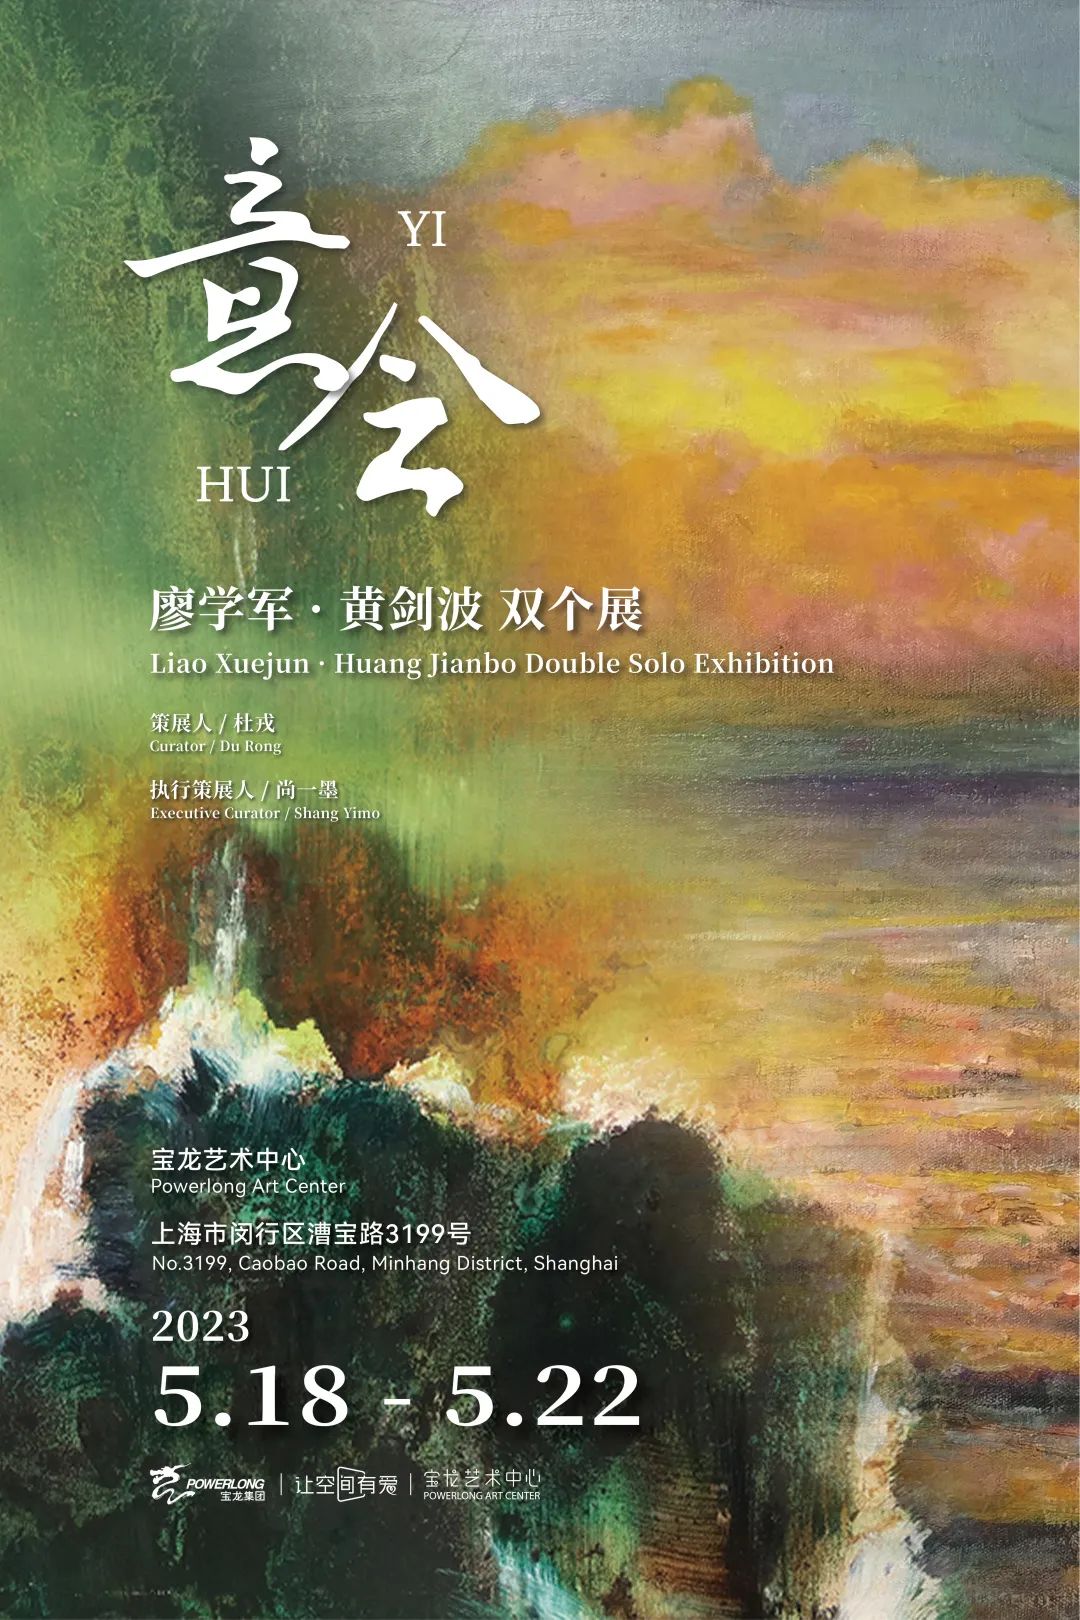 意会
YI
HUI
廖学军 · 黄剑波 双个展
Liao Xuejun · Huang Jianbo Double Solo Exhibition
策展人 / 杜戎
Curator / Du Rong
执行策展人 / 尚一墨
Executive Curator / Shang Yimo
宝龙艺术中心
Powerlong Art Center
上海市闵行区漕宝路3199号
No.3199, Caobao Road, Minhang District, Shanghai
2023
5.18 - 5.22
POWERLONG
宝龙集团
让空间有爱
宝龙艺术中心
POWERLONG ART CENTER